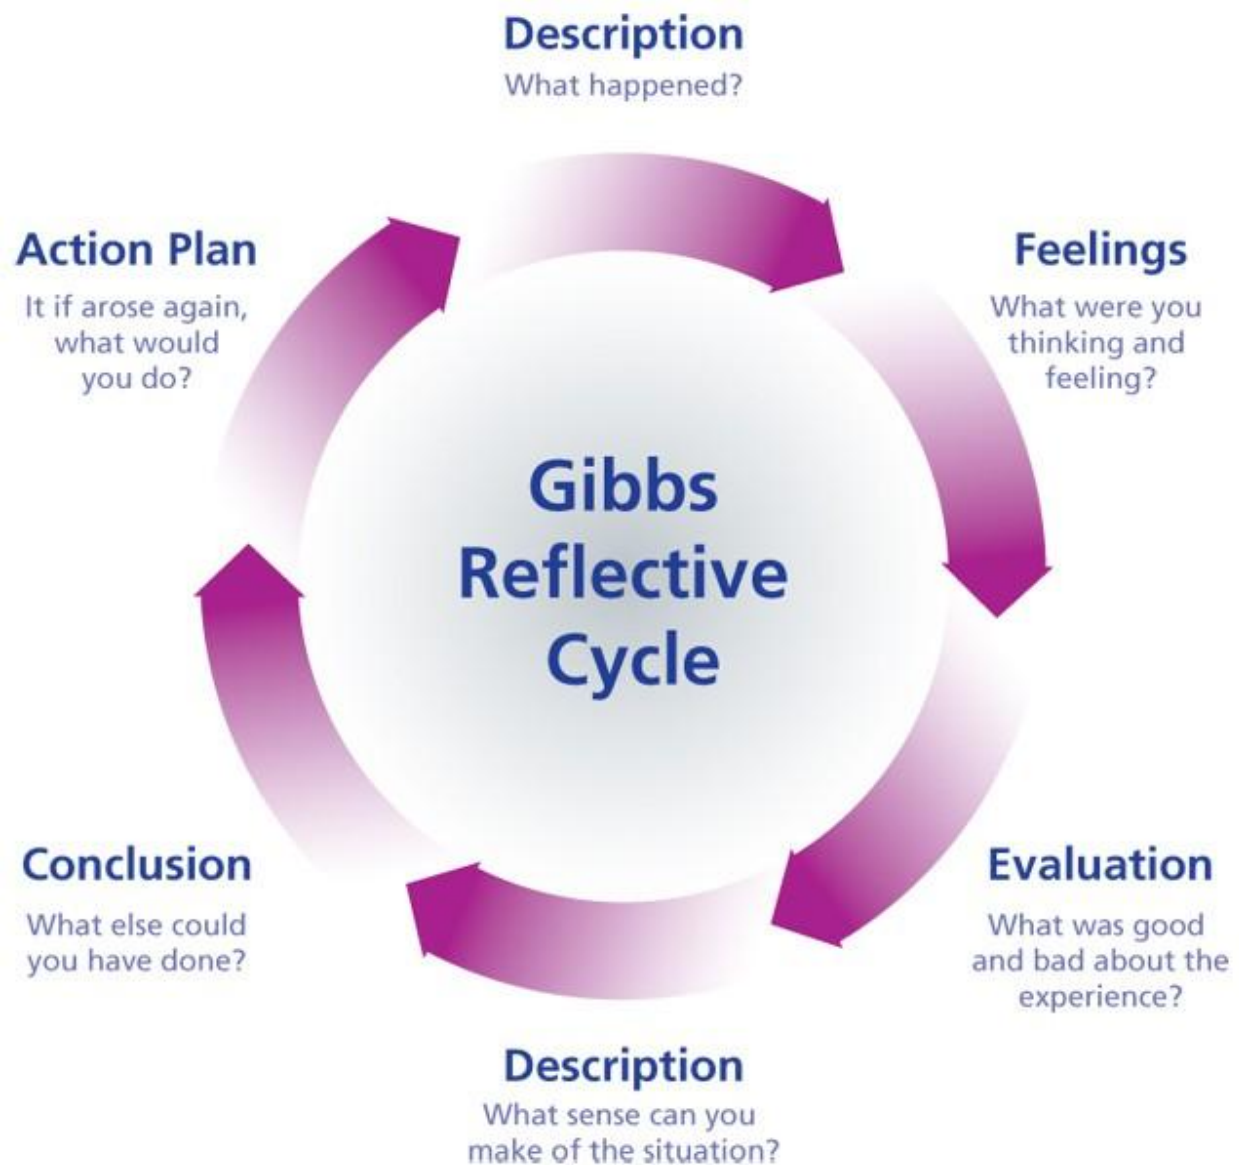 Description
What happened?
Feelings
What were you
thinking and
feeling?
Evaluation
What was good
and bad about the
experience?
Description
What sense can you
make of the situation?
Conclusion
What else could
you have done?
Action Plan
It if arose again,
what would
you do?
Gibbs
Reflective
Cycle